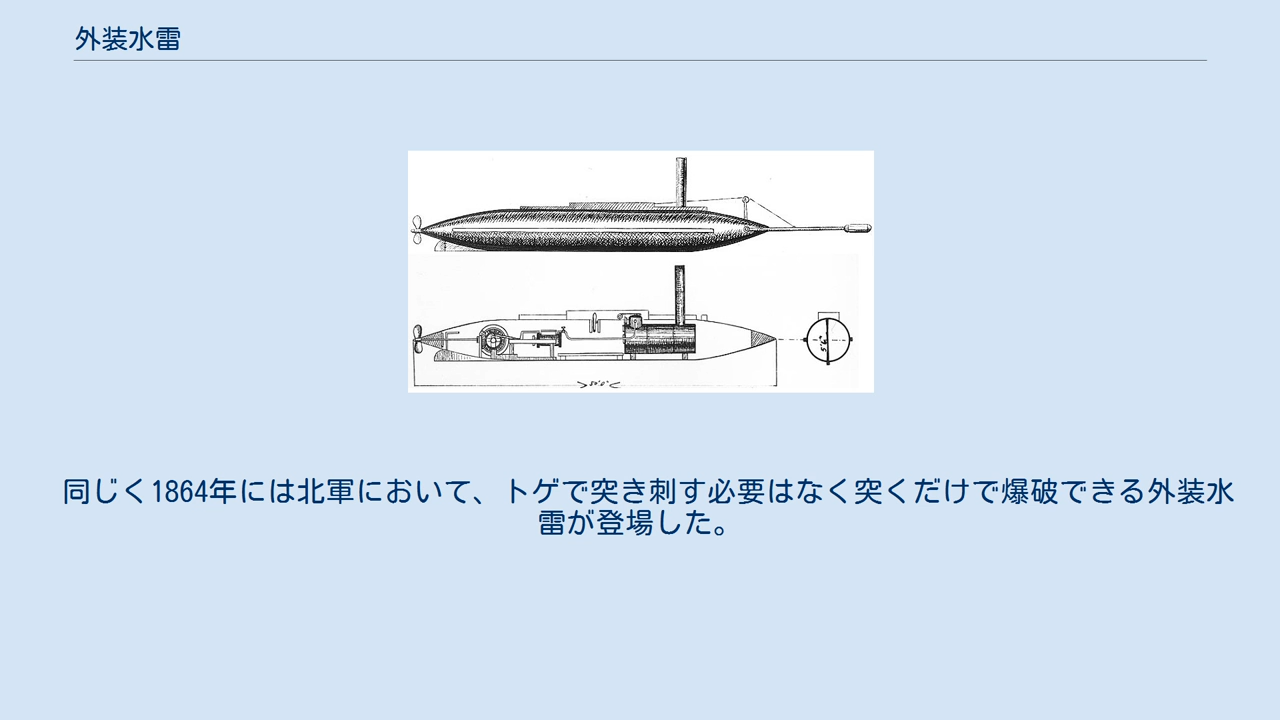 外装水雷
同じく1864年には北軍において、トゲで突き刺す必要はなく突くだけで爆破できる外装水
雷が登場した。